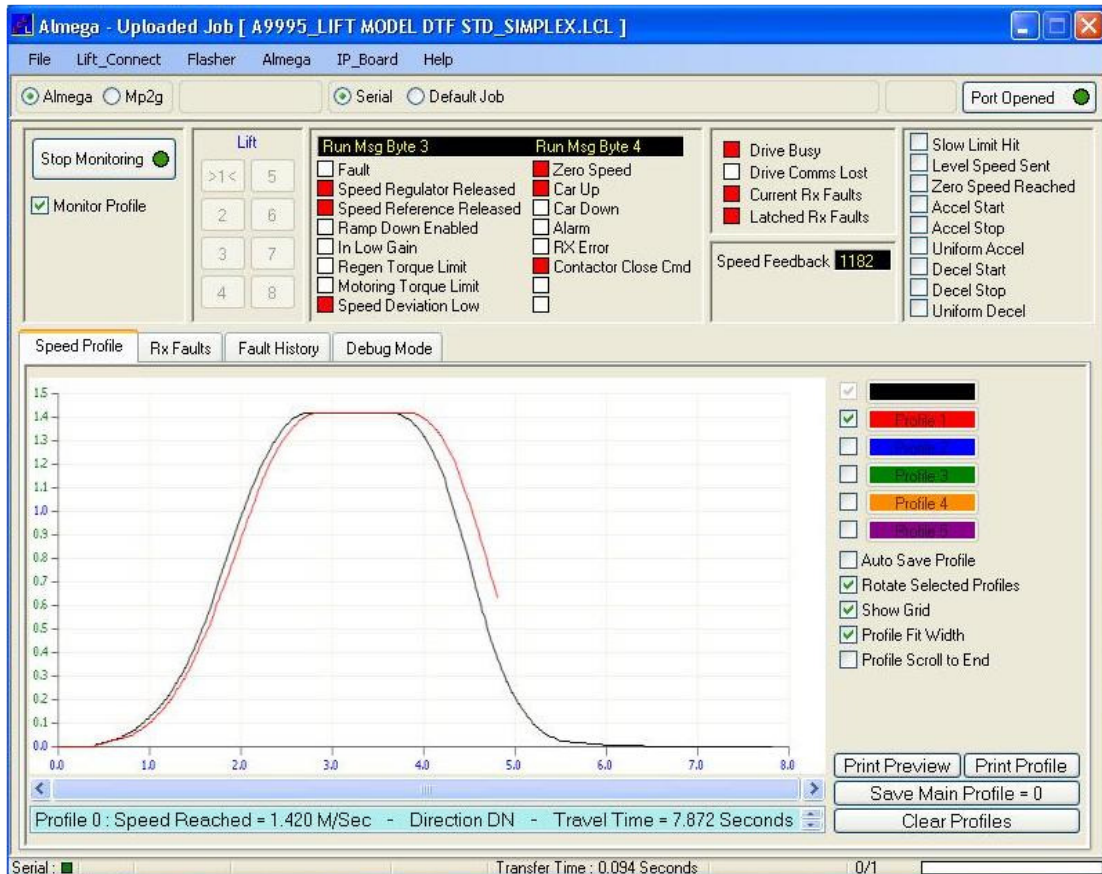 Almega - Uploaded Job [ A9995_LIFT MODEL DTF STD_SIMPLEX.LCL ]
File Lift_Connect Flasher Almega IP_Board Help
Almega Mp2g Serial Default Job Port Opened
Stop Monitoring
Monitor Profile
Lift
>1< 5
2 6
3 7
4 8
Run Msg Byte 3 Run Msg Byte 4
Fault Zero Speed
Speed Regulator Released Car Up
Speed Reference Released Car Down
Ramp Down Enabled Alarm
In Low Gain RX Error
Regen Torque Limit Contactor Close Cmd
Motoring Torque Limit
Speed Deviation Low
Drive Busy
Drive Comms Lost
Current Rx Faults
Latched Rx Faults
Speed Feedback 1182
Slow Limit Hit
Level Speed Sent
Zero Speed Reached
Accel Start
Accel Stop
Uniform Accel
Decel Start
Decel Stop
Uniform Decel
Speed Profile Rx Faults Fault History Debug Mode
1.5
1.4
1.3
1.2
1.1
1.0
0.9
0.8
0.7
0.6
0.5
0.4
0.3
0.2
0.1
0.0
0.0 1.0 2.0 3.0 4.0 5.0 6.0 7.0 8.0
Profile 1
Profile 2
Profile 3
Profile 4
Profile 5
Auto Save Profile
Rotate Selected Profiles
Show Grid
Profile Fit Width
Profile Scroll to End
Print Preview Print Profile
Save Main Profile = 0
Clear Profiles
Profile 0 : Speed Reached = 1.420 M/Sec - Direction DN - Travel Time = 7.872 Seconds
Serial : Transfer Time : 0.094 Seconds 0/1